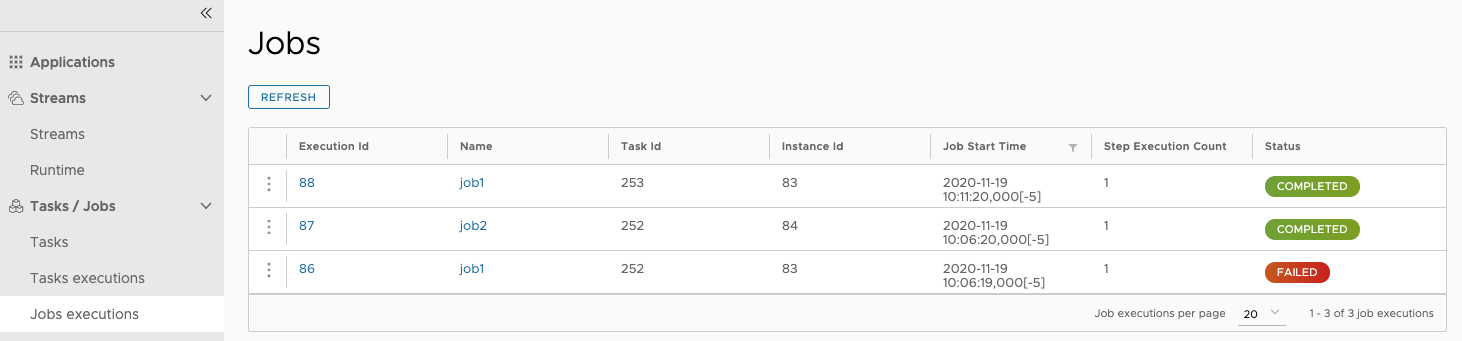 Applications
Streams
Streams
Runtime
Tasks / Jobs
Tasks
Tasks executions
Jobs executions
Jobs
REFRESH
Execution Id Name Task Id Instance Id Job Start Time Step Execution Count Status
88 job1 253 83 2020-11-19 1 COMPLETED
10:11:20,000[-5]
87 job2 252 84 2020-11-19 1 COMPLETED
10:06:20,000[-5]
86 job1 252 83 2020-11-19 1 FAILED
10:06:19,000[-5]
Job executions per page 20 1 - 3 of 3 job executions